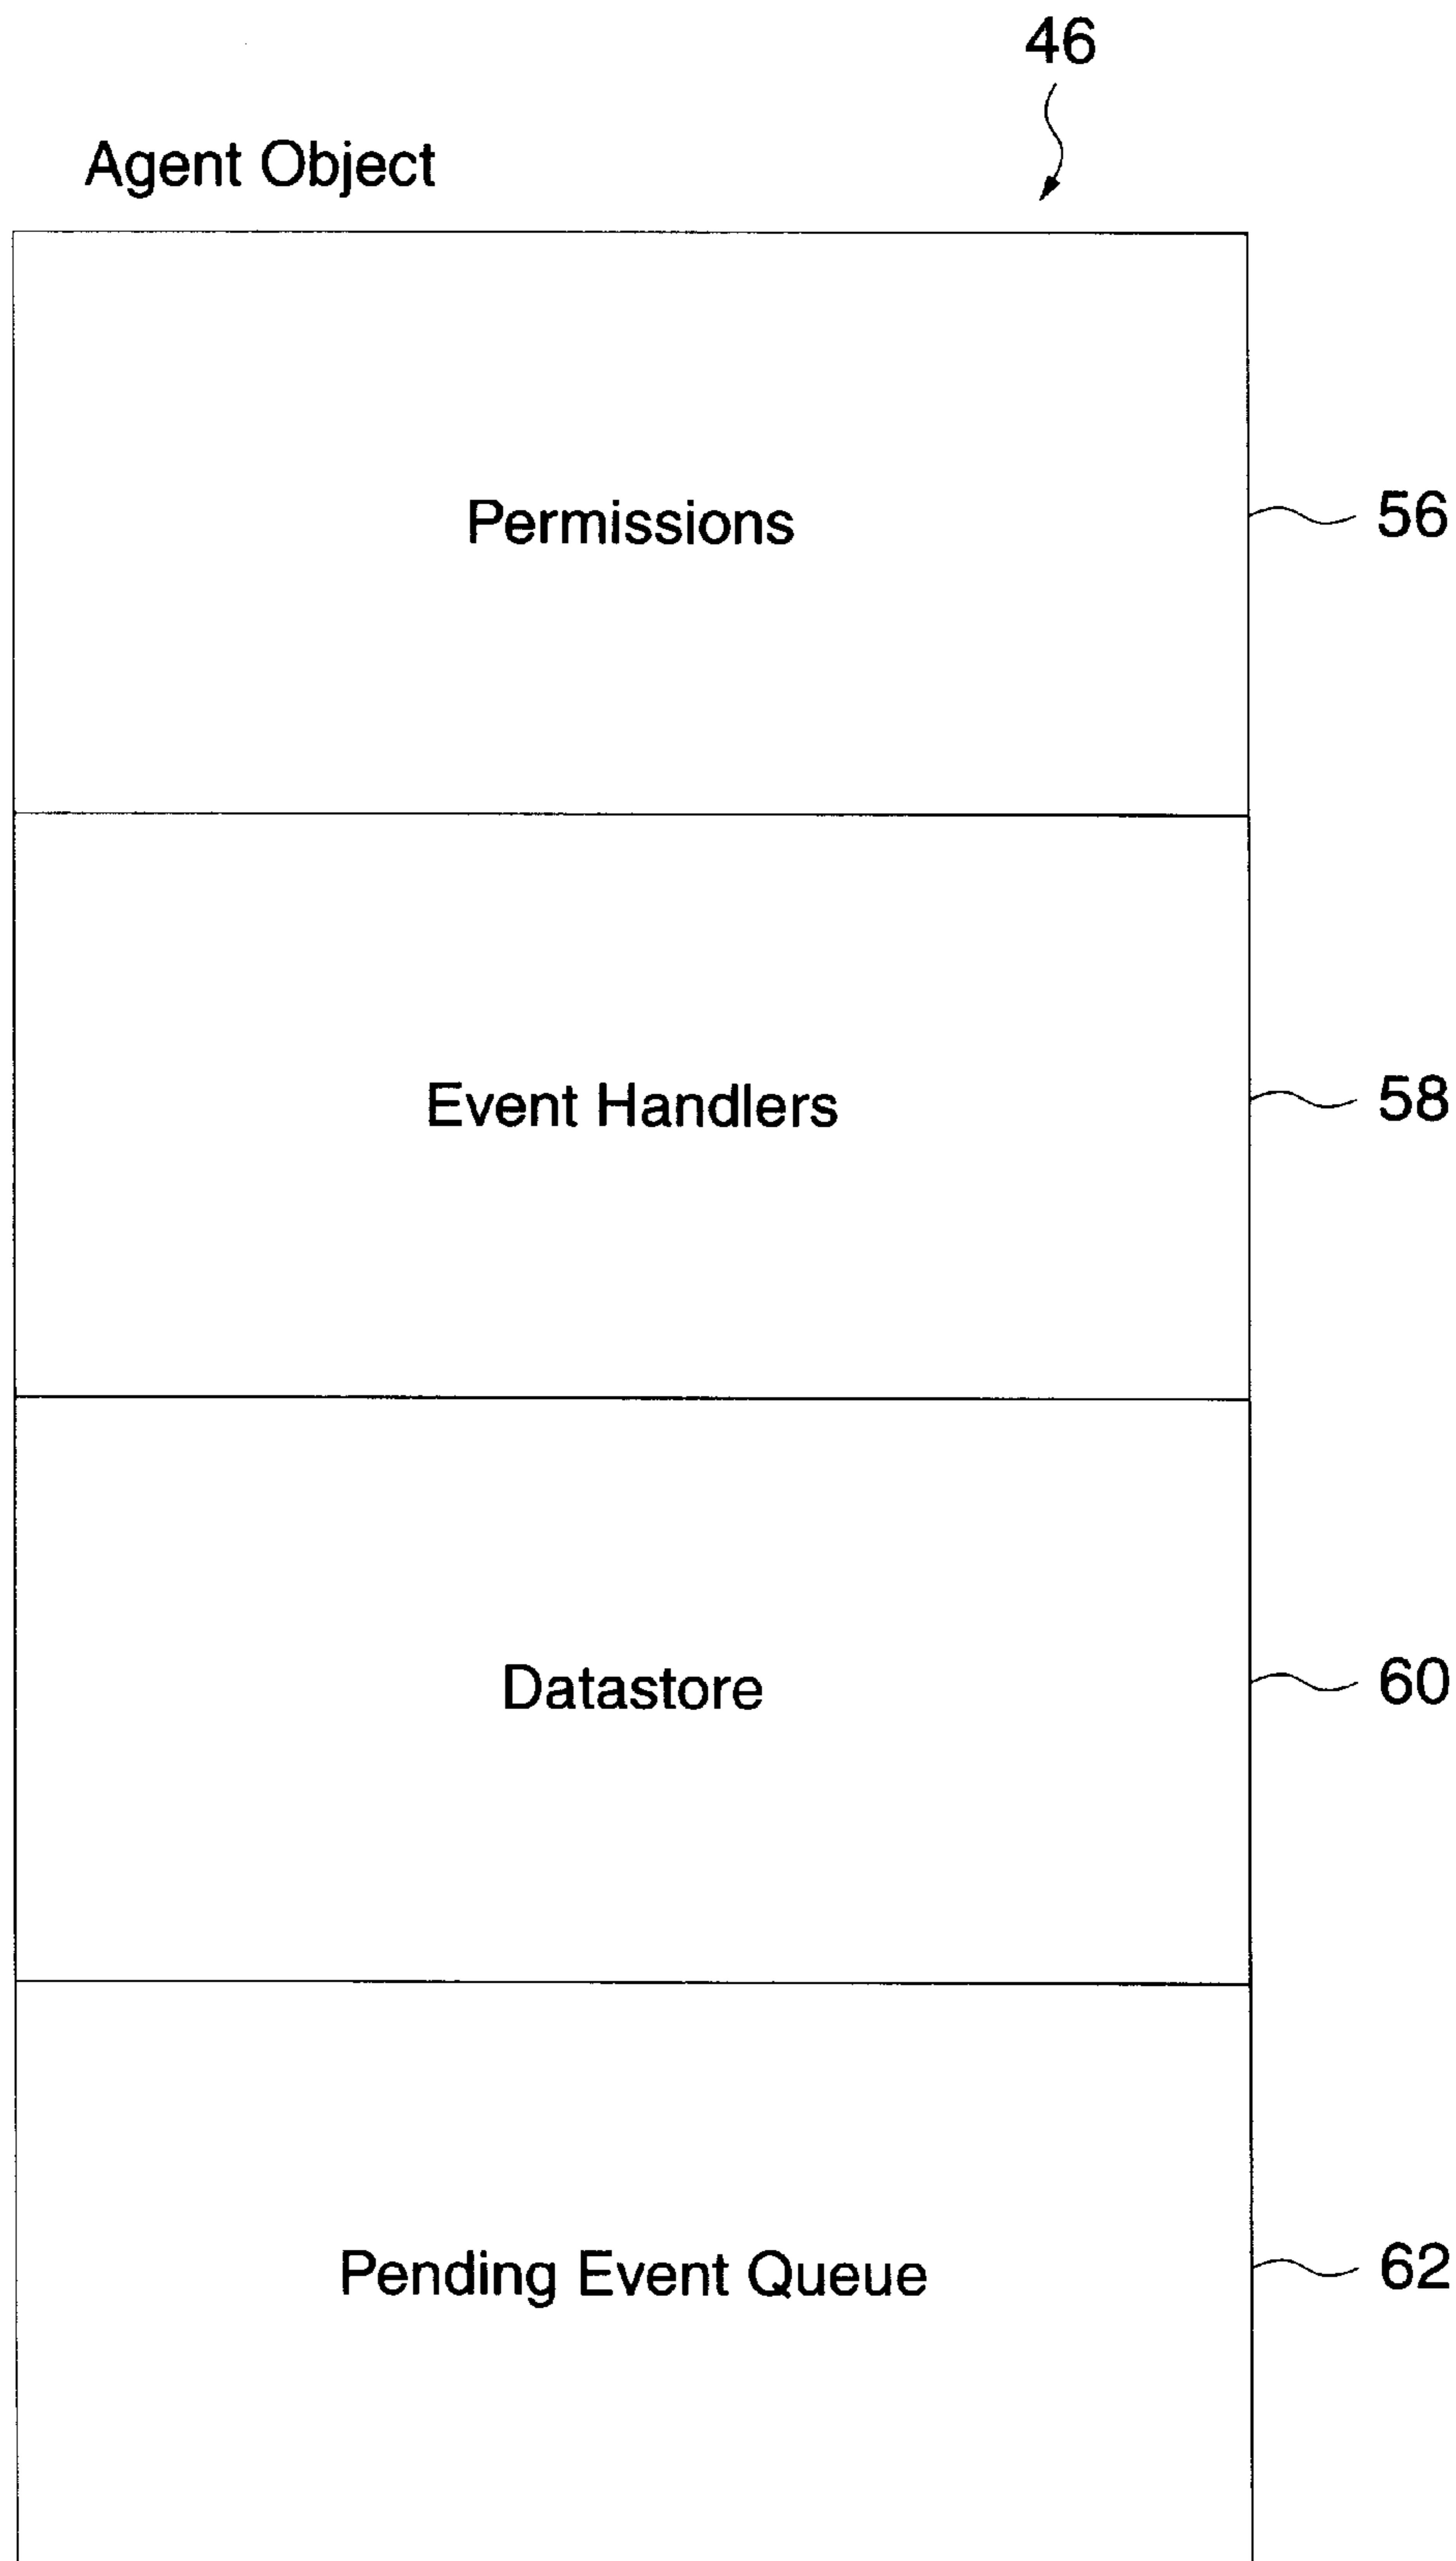 46
Agent Object
Permissions
56
Event Handlers
58
Datastore
60
Pending Event Queue
62